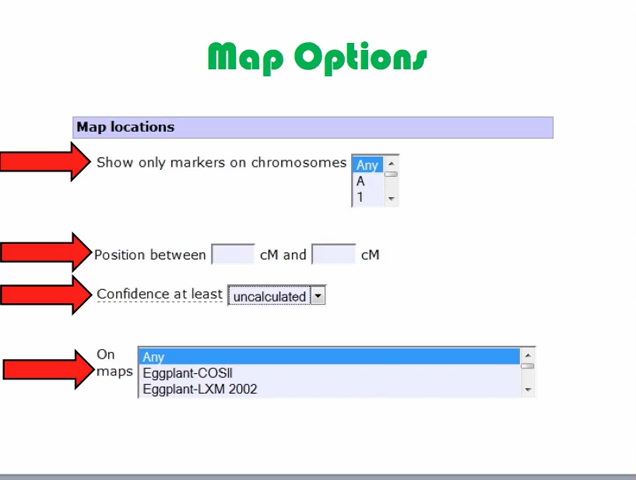 Map Options
Map locations
Show only markers on chromosomes Any
A
1
Position between cM and cM
Confidence at least uncalculated
On maps Any
Eggplant-COSII
Eggplant-LXM 2002